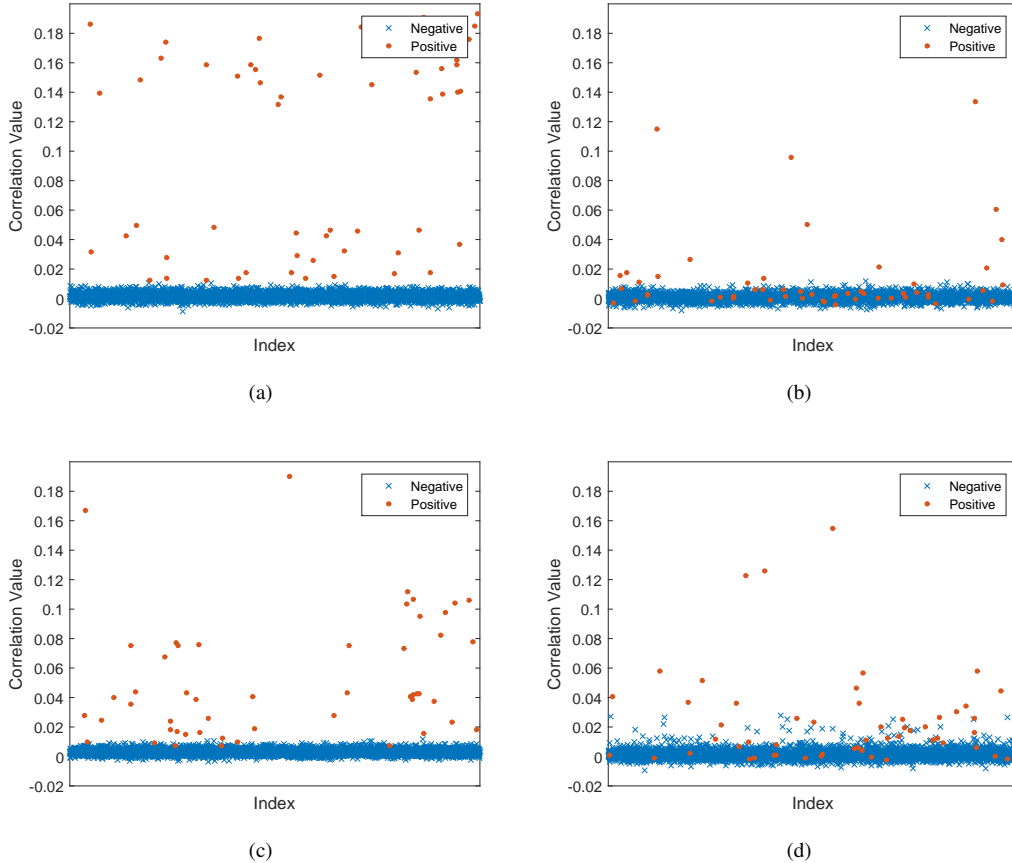 0.18
0.16
0.14
0.12
0.1
0.08
0.06
0.04
0.02
0
-0.02
Correlation Value
Index
Negative
Positive
(a)
0.18
0.16
0.14
0.12
0.1
0.08
0.06
0.04
0.02
0
-0.02
Correlation Value
Index
Negative
Positive
(b)
0.18
0.16
0.14
0.12
0.1
0.08
0.06
0.04
0.02
0
-0.02
Correlation Value
Index
Negative
Positive
(c)
0.18
0.16
0.14
0.12
0.1
0.08
0.06
0.04
0.02
0
-0.02
Correlation Value
Index
Negative
Positive
(d)